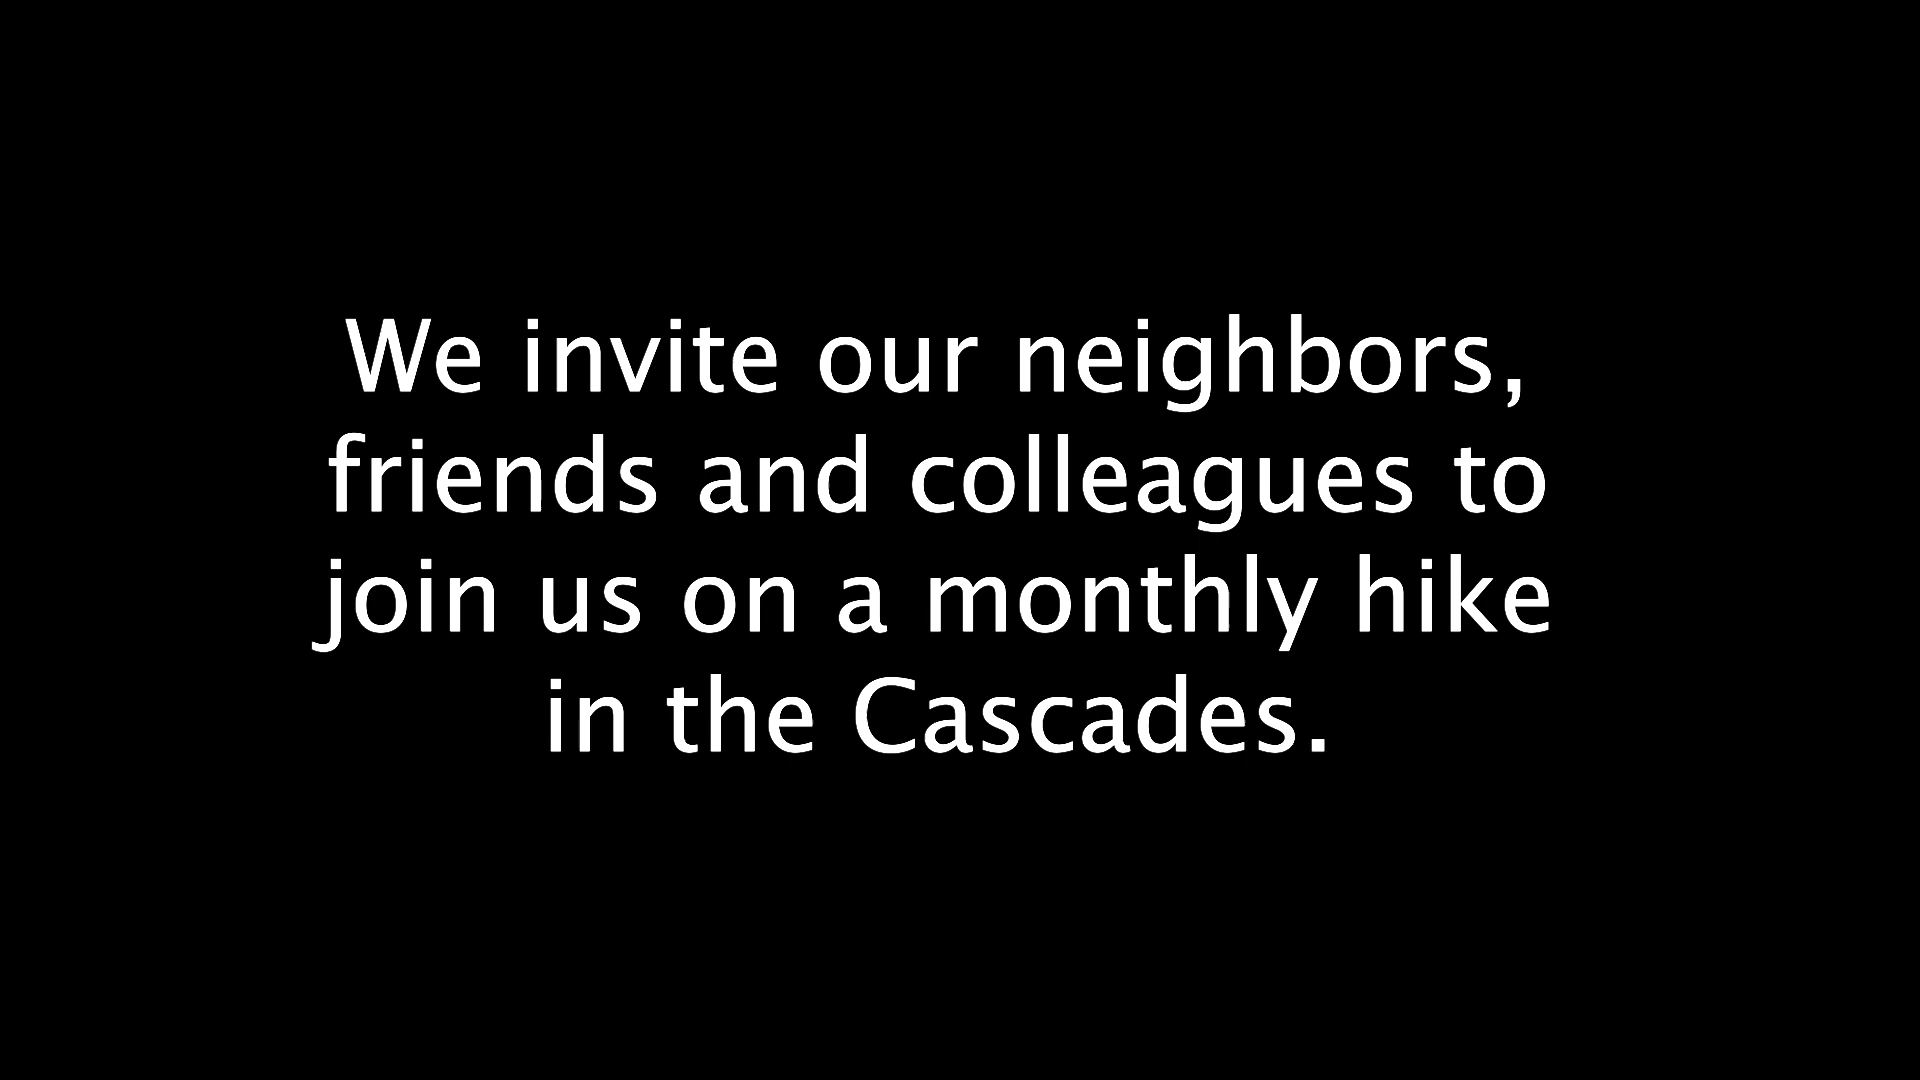 We invite our neighbors,
friends and colleagues to
join us on a monthly hike
in the Cascades.